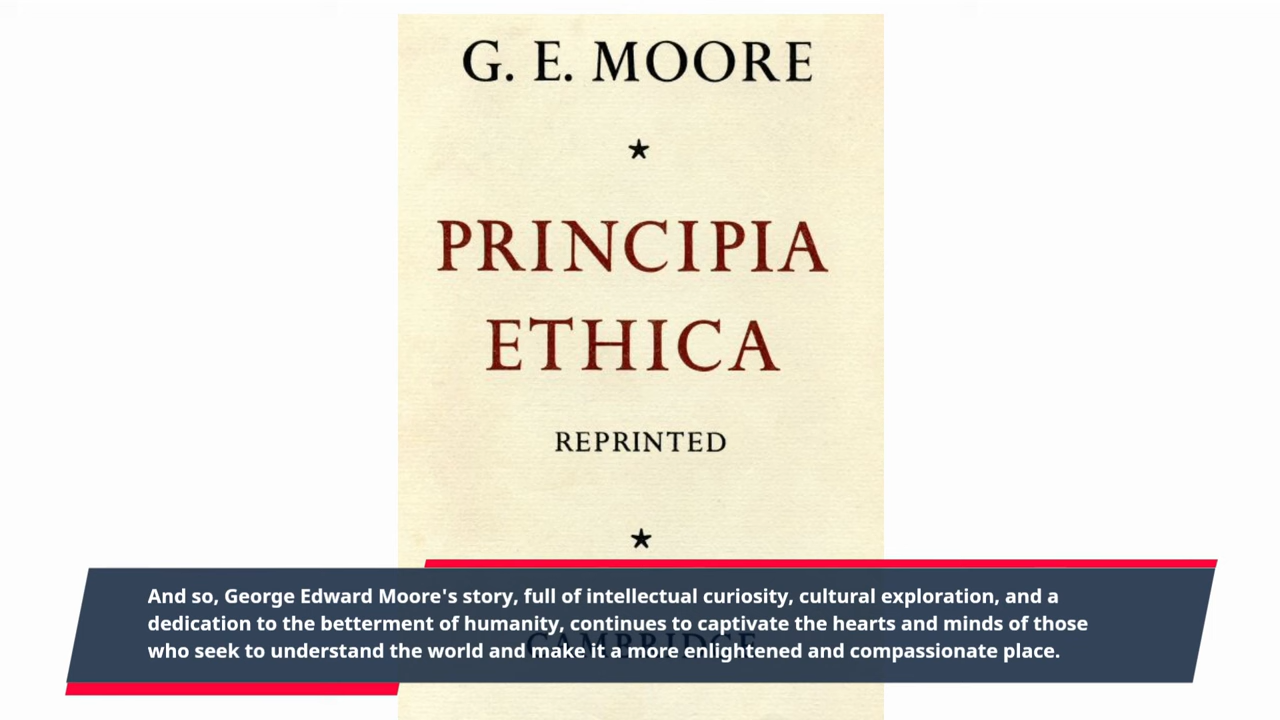 G. E. MOORE
PRINCIPIA
ETHICA
REPRINTED
CAMBRIDGE
And so, George Edward Moore's story, full of intellectual curiosity, cultural exploration, and a
dedication to the betterment of humanity, continues to captivate the hearts and minds of those
who seek to understand the world and make it a more enlightened and compassionate place.